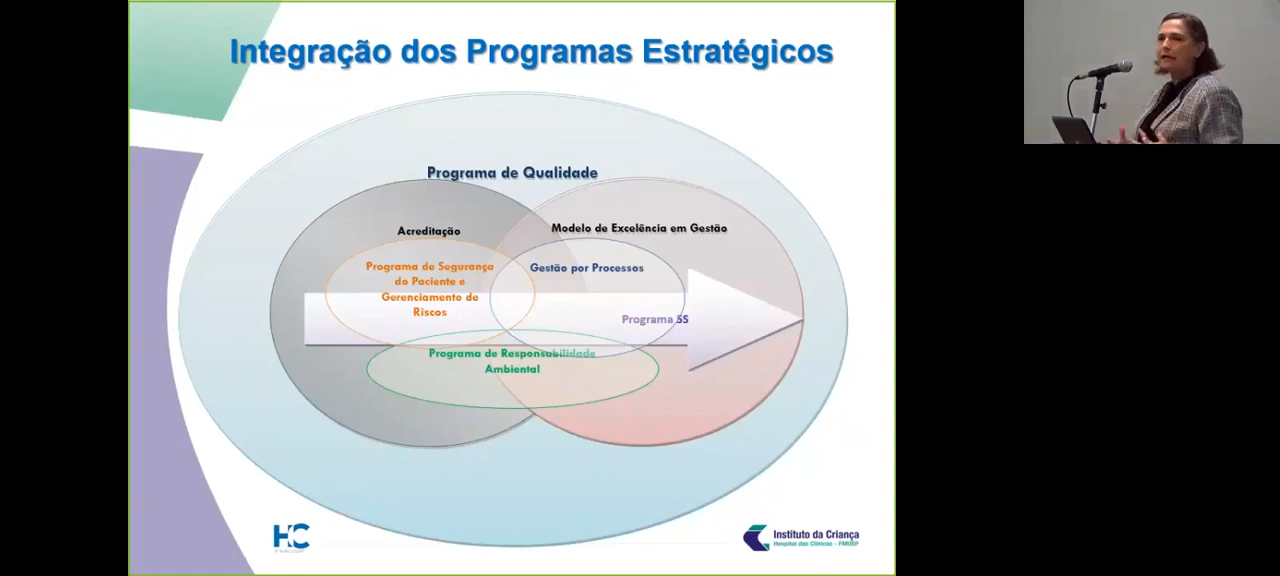 Integração dos Programas Estratégicos
Programa de Qualidade
Acreditação
Modelo de Excelência em Gestão
Programa de Segurança
do Paciente e
Gerenciamento de
Riscos
Gestão por Processos
Programa 5S
Programa de Responsabilidade
Ambiental
HC
FMUSP
Instituto da Criança
Hospital das Clínicas - FMUSP